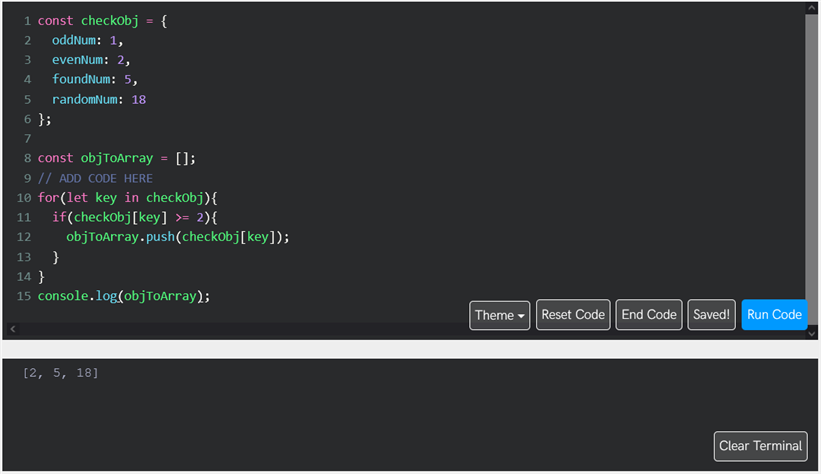 1 const checkObj = {
2   oddNum: 1,
3   evenNum: 2,
4   foundNum: 5,
5   randomNum: 18
6 };
7
8 const objToArray = [];
9 // ADD CODE HERE
10 for(let key in checkObj){
11   if(checkObj[key] >= 2){
12     objToArray.push(checkObj[key]);
13   }
14 }
15 console.log(objToArray);
Theme Reset Code End Code Saved! Run Code
[2, 5, 18]
Clear Terminal